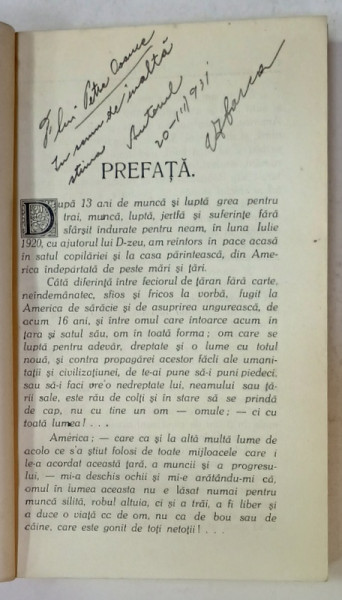 Petre
În semn de înaltă
stima Autorul
20-III/931
PREFAȚĂ.
După 13 ani de muncă și luptă grea pentru
trai, muncă, luptă, jertfă și suferințe fără
sfârșit îndurate pentru neam, în luna Iulie
1920, cu ajutorul lui D-zeu, am reîntors în pace acasă
în satul copilăriei și la casa părintească, din Ame-
rica îndepărtată de peste mări și țări.
Câtă diferință între feciorul de țăran fără carte,
neîndemânatec, sfios și fricos la vorbă, fugit la
America de sărăcie și de asuprirea ungurească, de
acum 16 ani, și între omul care întoarce acum în
țara și satul său, om în toată forma; om care se
luptă pentru adevăr, dreptate și o lume cu totul
nouă, și contra propagărei acestor făclii ale umani-
tății și civilizațiunei, de te-ai pune să-i puni piedeci,
sau să-i faci vre'o nedreptate lui, neamului sau ță-
rii sale, este rău de colți și în stare să se prindă
de cap, nu cu tine un om — omule; — ci cu
toată lumea! . . .
America; — care ca și la altă multă lume de
acolo ce a'și știut folosi de toate mijloacele care i
le-a acordat această țară, a muncii și a progresu-
lui, — mi-a deschis ochii și mi-a arătându-mi că,
omul în lumea aceasta nu e lăsat numai pentru
muncă silită, robul altuia, ci și a trăi, a fi liber și
a duce o viață cc de om, nu ca de bou sau de
câine, care este gonit de toți netoții! . . .